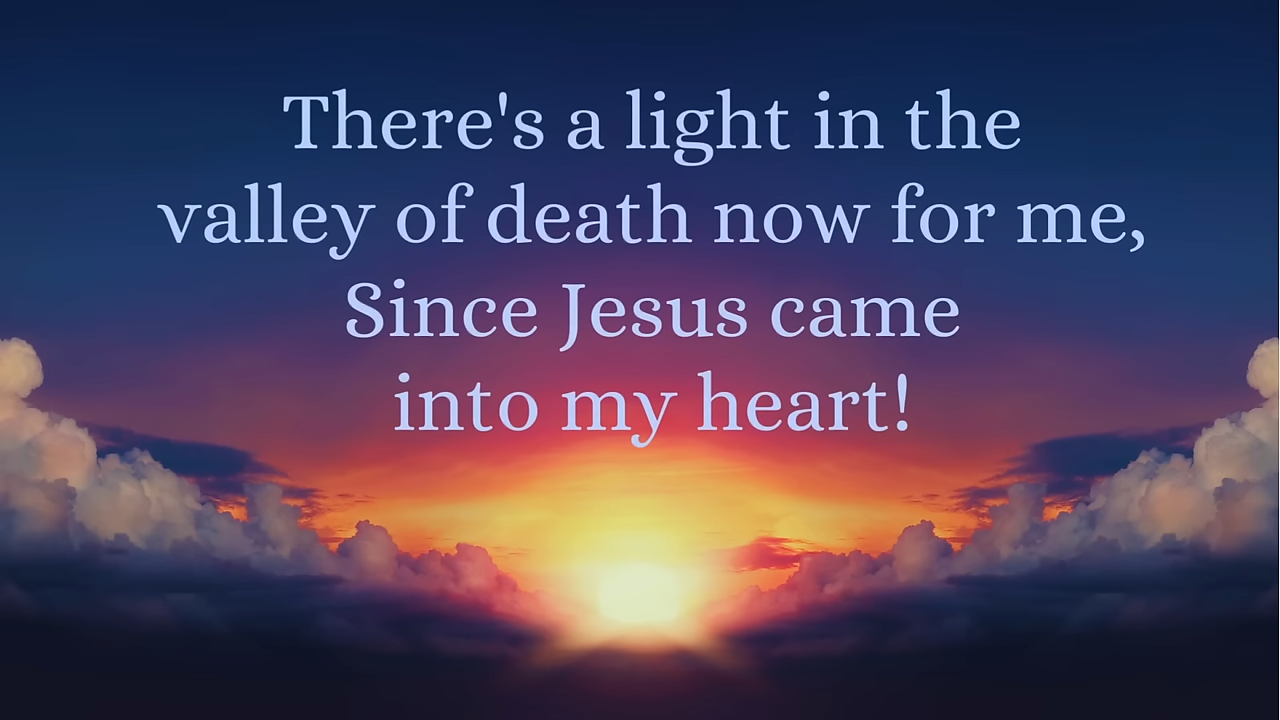 There's a light in the
valley of death now for me,
Since Jesus came
into my heart!